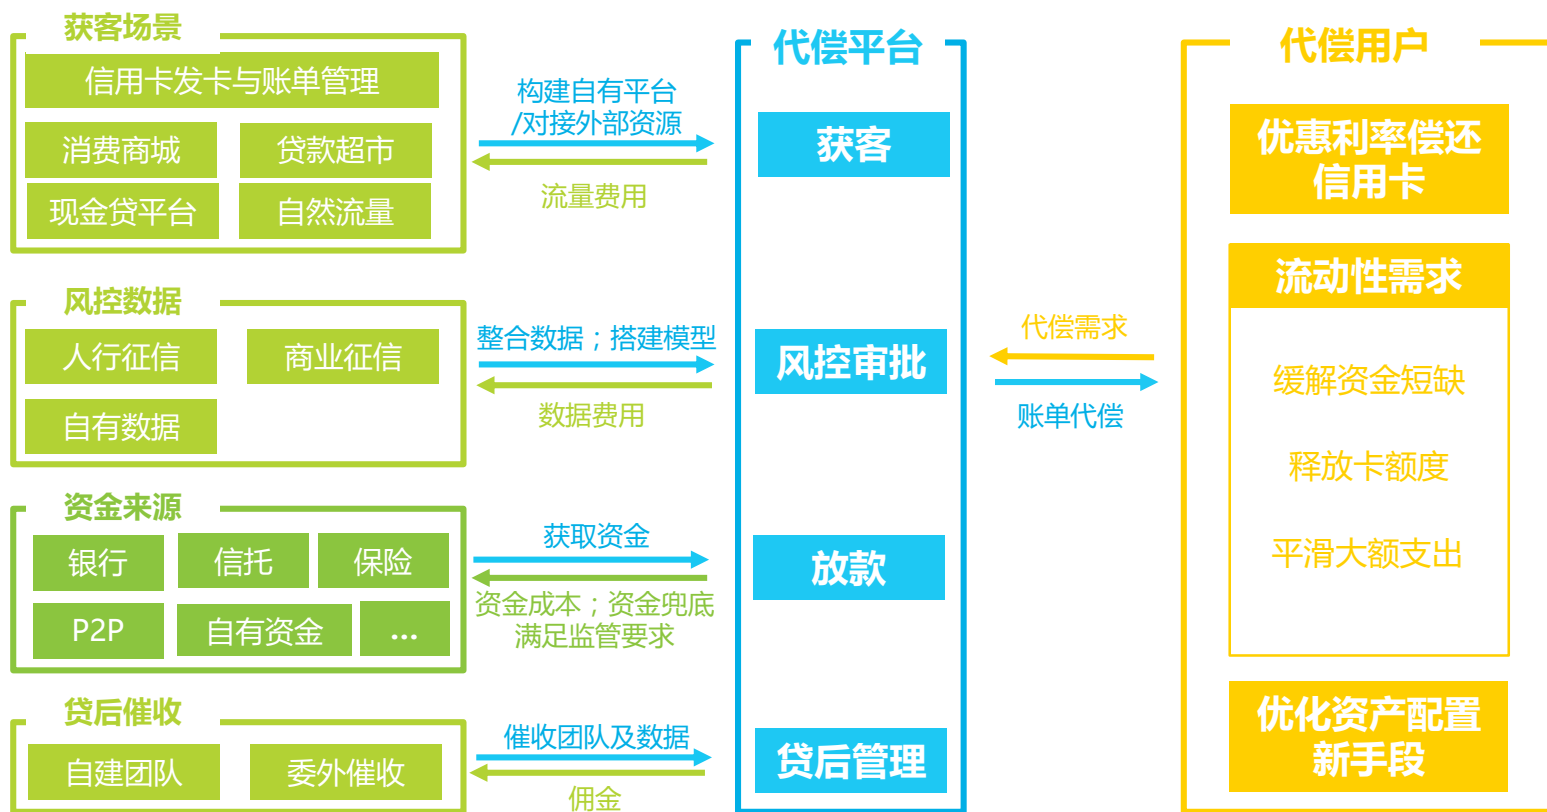 获客场景
信用卡发卡与账单管理
消费商城
贷款超市
现金贷平台
自然流量
构建自有平台
/对接外部资源
流量费用
风控数据
人行征信
商业征信
自有数据
整合数据；搭建模型
数据费用
资金来源
银行
信托
保险
P2P
自有资金
...
获取资金
资金成本；资金兜底
满足监管要求
贷后催收
自建团队
委外催收
催收团队及数据
佣金
代偿平台
获客
风控审批
放款
贷后管理
代偿需求
账单代偿
代偿用户
优惠利率偿还
信用卡
流动性需求
缓解资金短缺
释放卡额度
平滑大额支出
优化资产配置
新手段